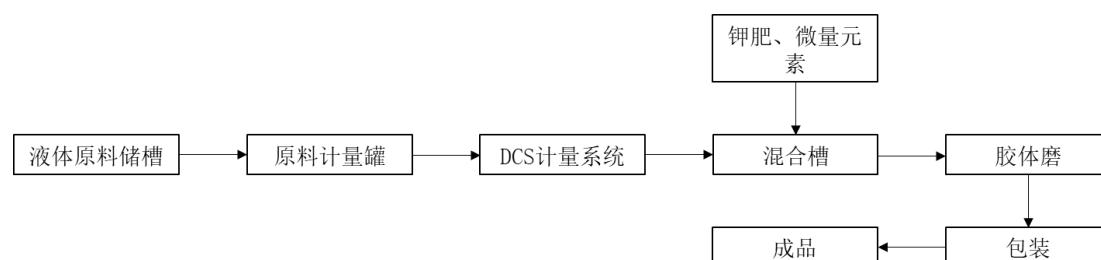 钾肥、微量元
素
液体原料储槽
原料计量罐
DCS计量系统
混合槽
胶体磨
成品
包装